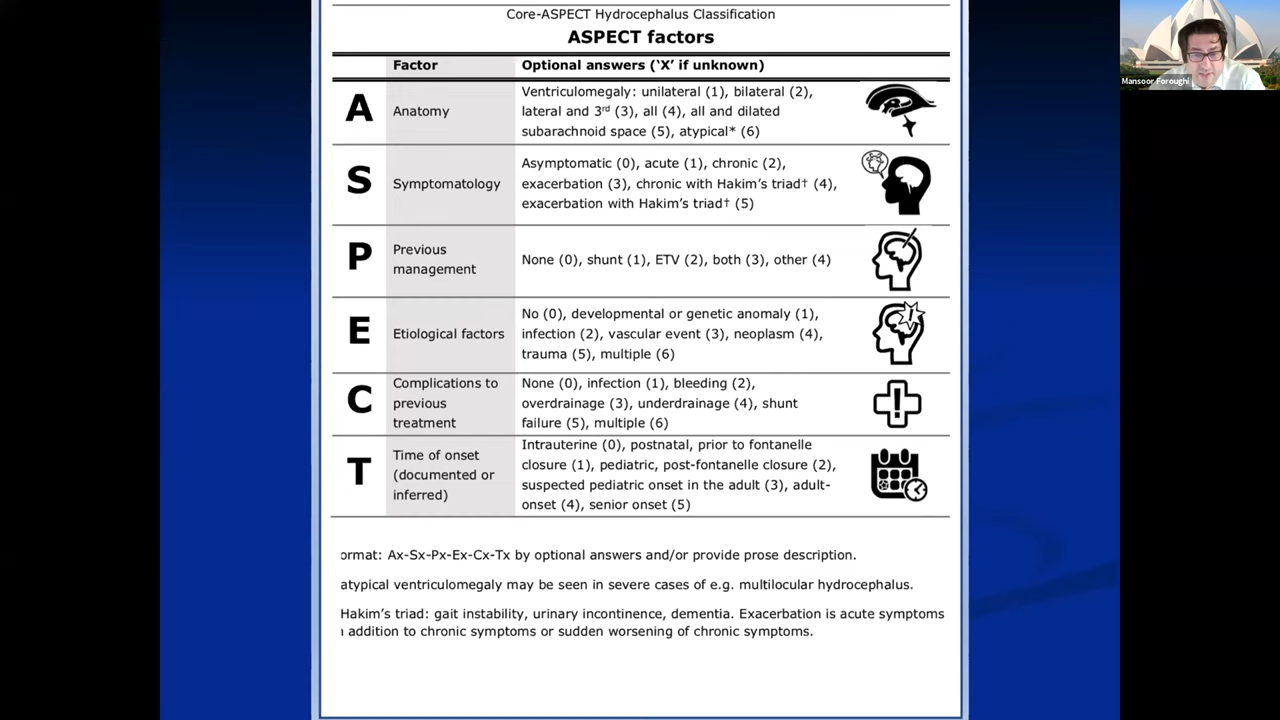 Core-ASPECT Hydrocephalus Classification
ASPECT factors
Factor
Optional answers (‘X’ if unknown)
A
Anatomy
Ventriculomegaly: unilateral (1), bilateral (2),
lateral and 3rd (3), all (4), all and dilated
subarachnoid space (5), atypical* (6)
S
Symptomatology
Asymptomatic (0), acute (1), chronic (2),
exacerbation (3), chronic with Hakim’s triad† (4),
exacerbation with Hakim’s triad† (5)
P
Previous
management
None (0), shunt (1), ETV (2), both (3), other (4)
E
Etiological factors
No (0), developmental or genetic anomaly (1),
infection (2), vascular event (3), neoplasm (4),
trauma (5), multiple (6)
C
Complications to
previous
treatment
None (0), infection (1), bleeding (2),
overdrainage (3), underdrainage (4), shunt
failure (5), multiple (6)
T
Time of onset
(documented or
inferred)
Intrauterine (0), postnatal, prior to fontanelle
closure (1), pediatric, post-fontanelle closure (2),
suspected pediatric onset in the adult (3), adult-
onset (4), senior onset (5)
ormat: Ax-Sx-Px-Ex-Cx-Tx by optional answers and/or provide prose description.
atypical ventriculomegaly may be seen in severe cases of e.g. multilocular hydrocephalus.
Hakim’s triad: gait instability, urinary incontinence, dementia. Exacerbation is acute symptoms
addition to chronic symptoms or sudden worsening of chronic symptoms.
Mansoor Foroughi